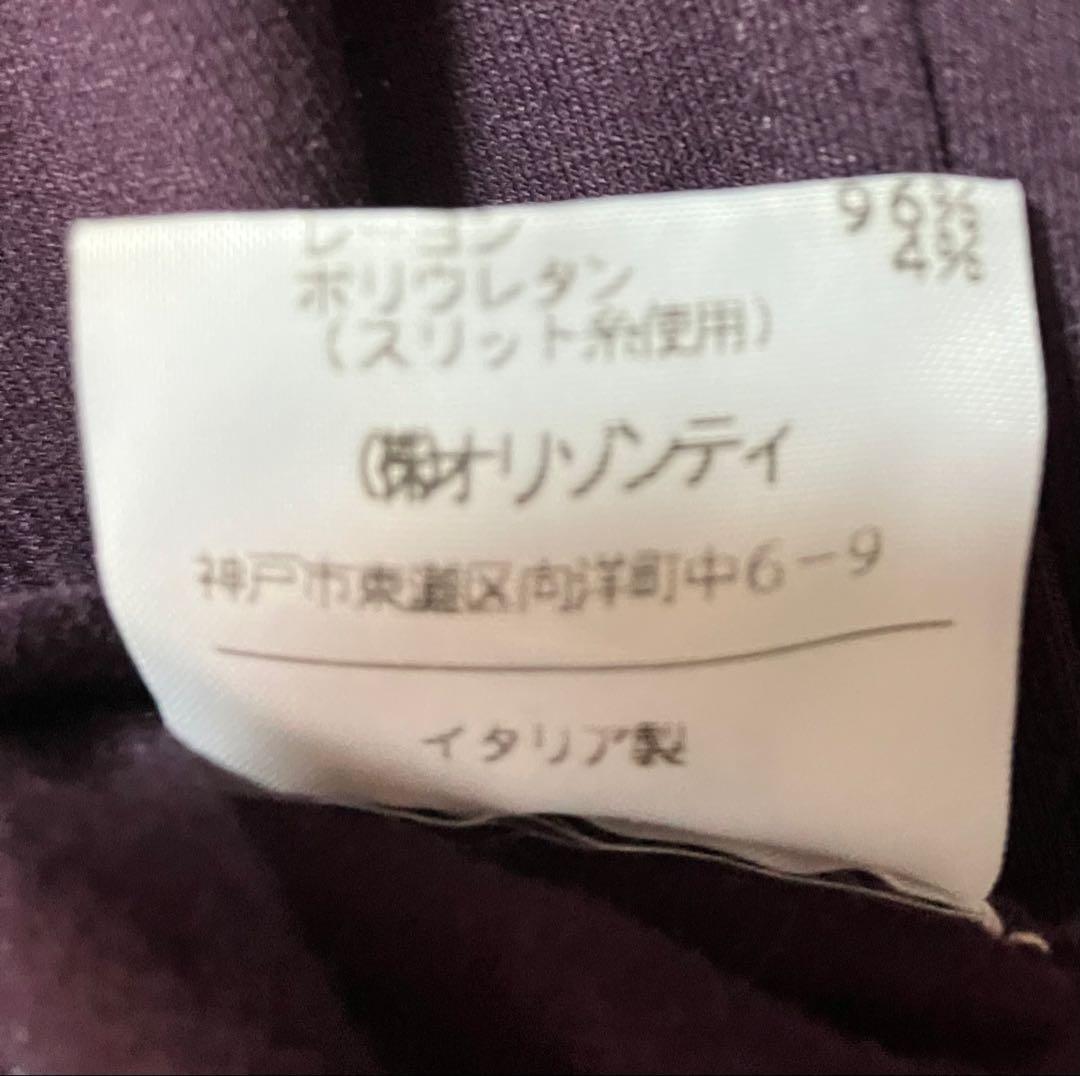 レーヨン 96%
ポリウレタン 4%
(スリット糸使用)
(株)オリゾンティ
神戸市東灘区向洋町中6-9
イタリア製